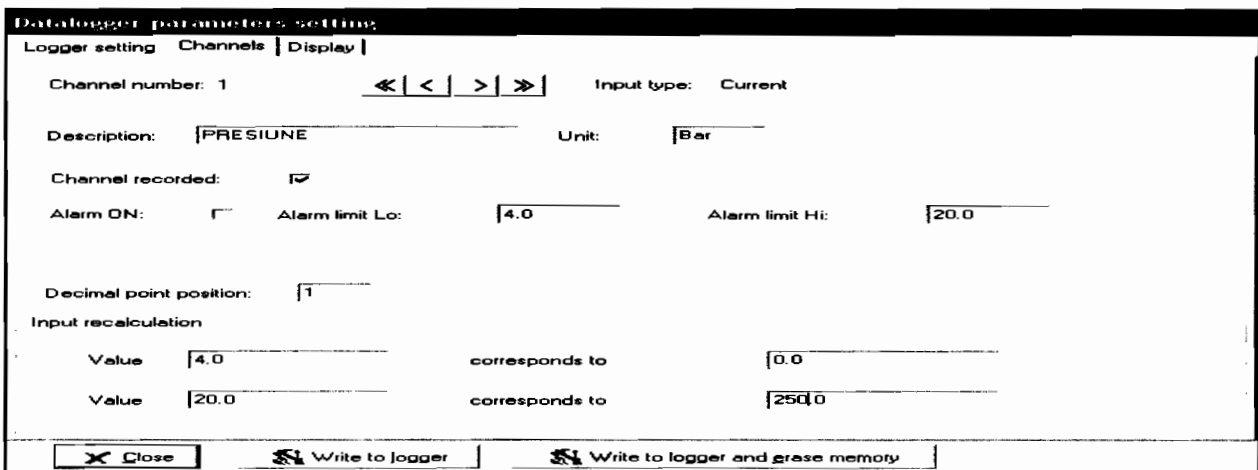 Datalogger parameters setting
Logger setting Channels Display
Channel number: 1 << < > >> Input type: Current
Description: PRESIUNE Unit: Bar
Channel recorded:
Alarm ON: Alarm limit Lo: 4.0 Alarm limit Hi: 20.0
Decimal point position: 1
Input recalculation
Value 4.0 corresponds to 0.0
Value 20.0 corresponds to 250.0
Close Write to logger Write to logger and erase memory